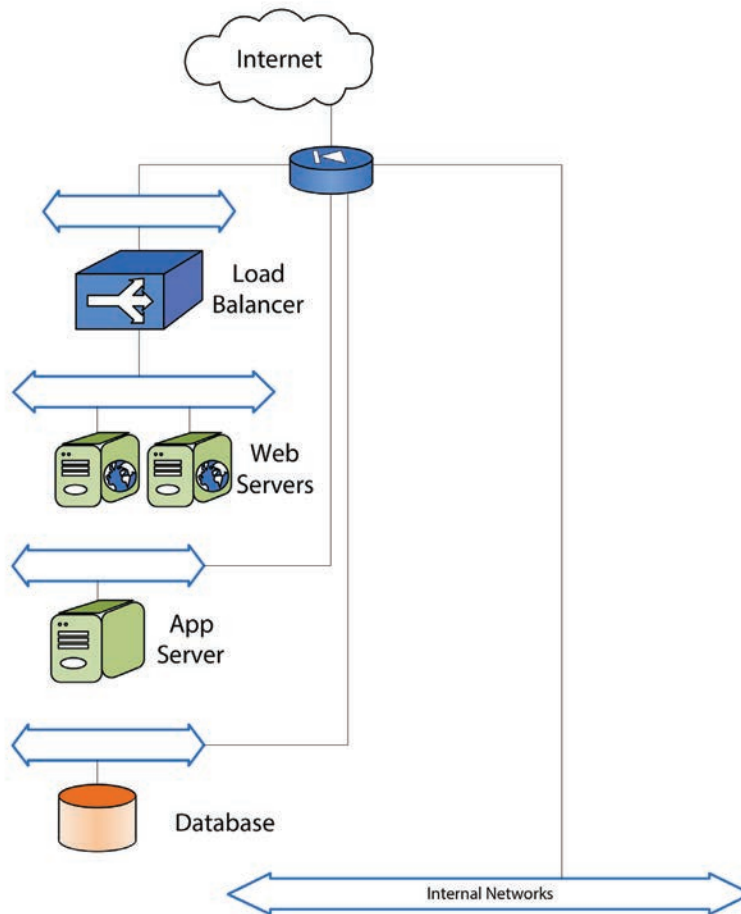 Internet
Load
Balancer
Web
Servers
App
Server
Database
Internal Networks